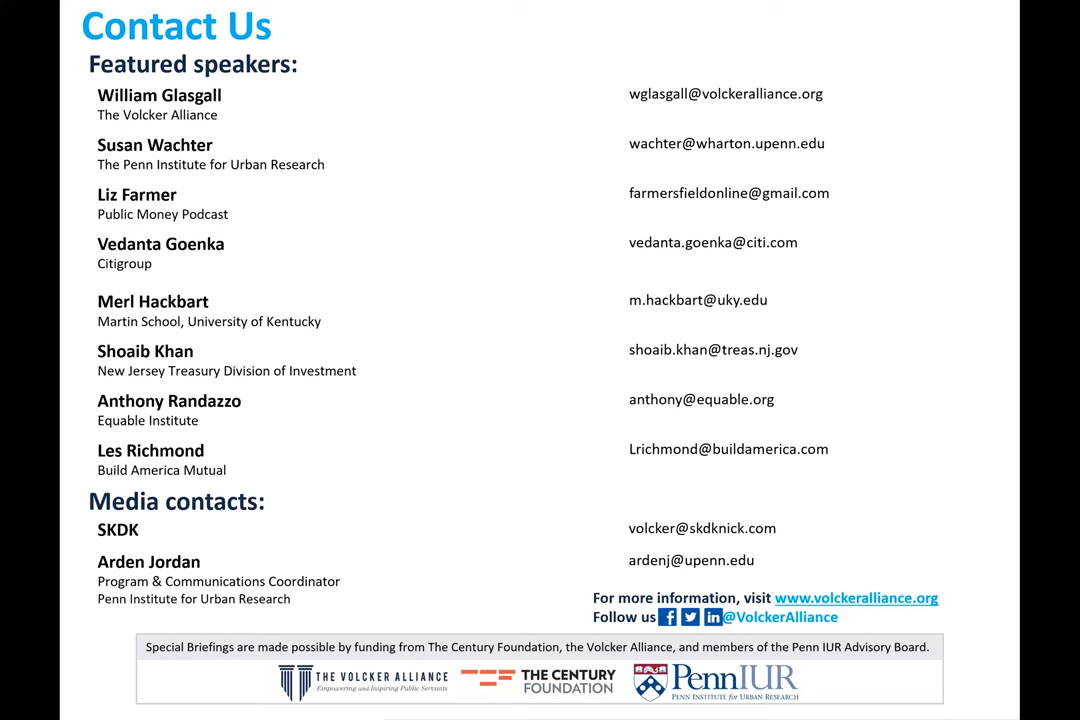 Contact Us
Featured speakers:
William Glasgall wglasgall@volckeralliance.org
The Volcker Alliance
Susan Wachter wachter@wharton.upenn.edu
The Penn Institute for Urban Research
Liz Farmer farmersfieldonline@gmail.com
Public Money Podcast
Vedanta Goenka vedanta.goenka@citi.com
Citigroup
Merl Hackbart m.hackbart@uky.edu
Martin School, University of Kentucky
Shoaib Khan shoaib.khan@treas.nj.gov
New Jersey Treasury Division of Investment
Anthony Randazzo anthony@equable.org
Equable Institute
Les Richmond Lrichmond@buildamerica.com
Build America Mutual
Media contacts:
SKDK volcker@skdknick.com
Arden Jordan ardenj@upenn.edu
Program & Communications Coordinator
Penn Institute for Urban Research
For more information, visit www.volckeralliance.org
Follow us @VolckerAlliance
Special Briefings are made possible by funding from The Century Foundation, the Volcker Alliance, and members of the Penn IUR Advisory Board.
THE VOLCKER ALLIANCE
Empowering and Inspiring Public Servants
THE CENTURY
FOUNDATION
PennIUR
PENN INSTITUTE for URBAN RESEARCH